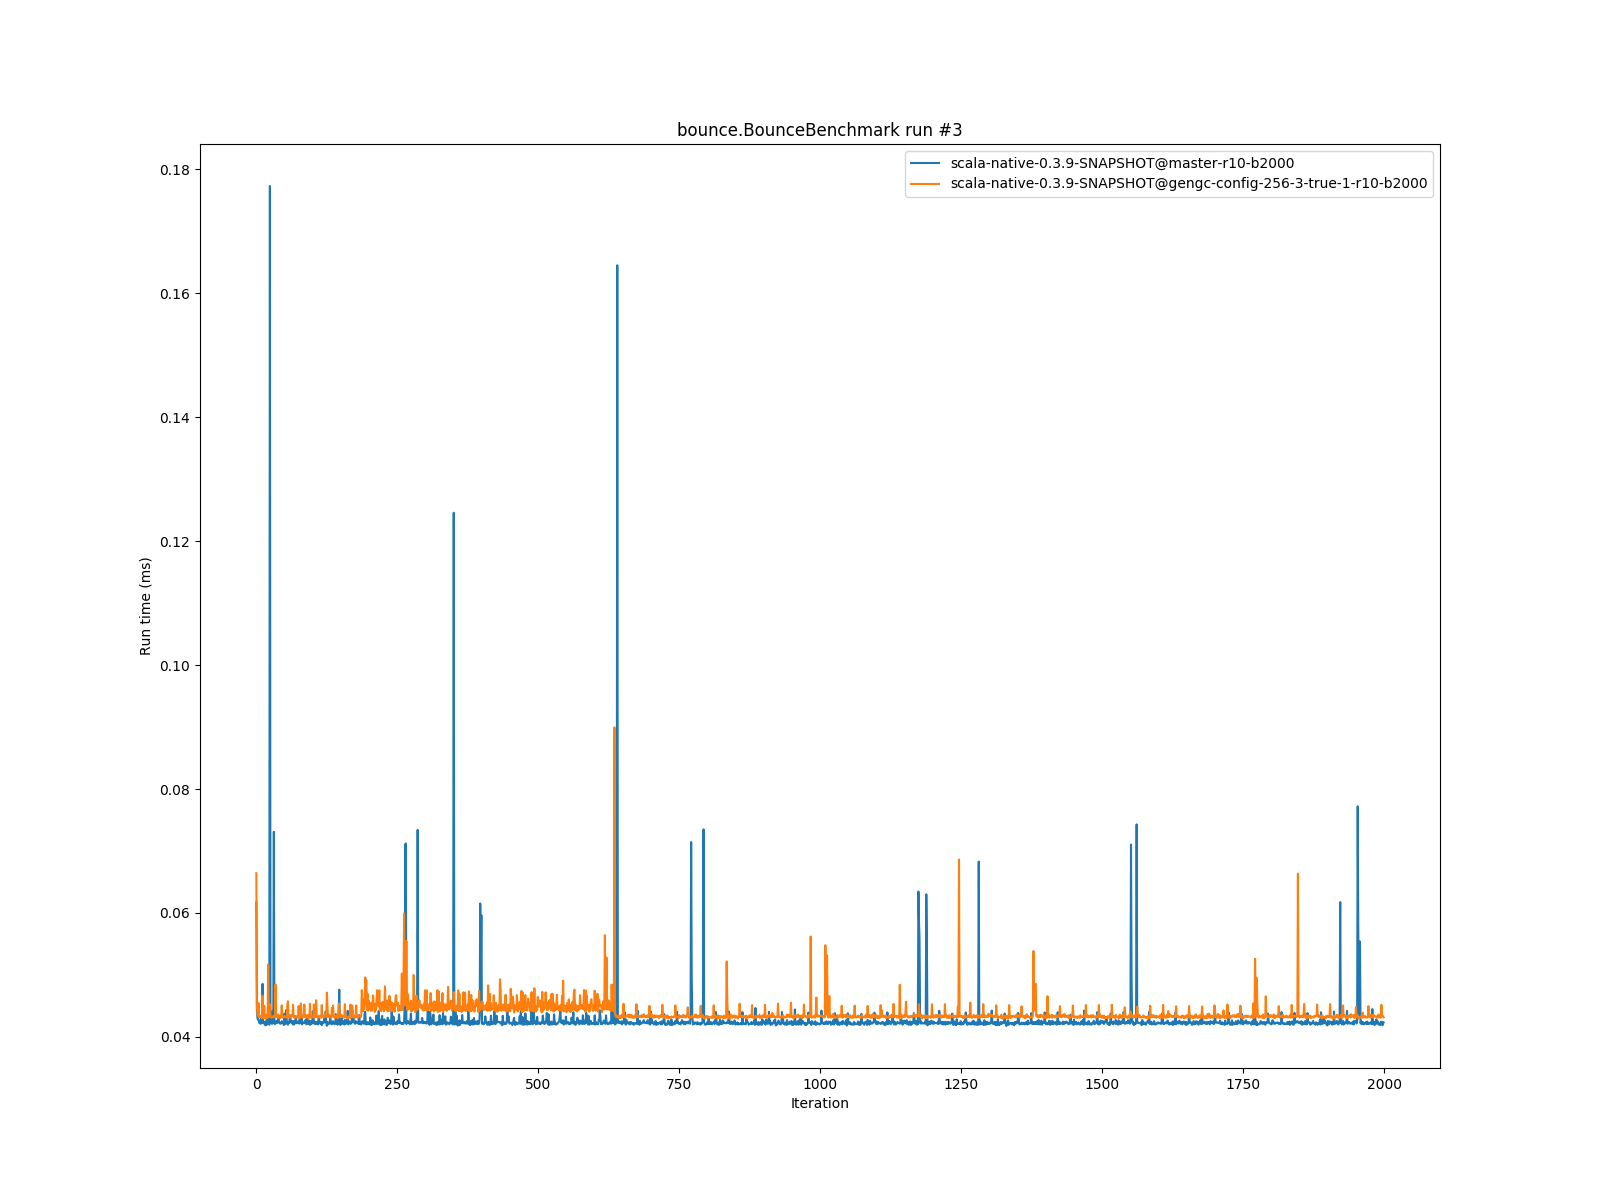 bounce.BounceBenchmark run #3
scala-native-0.3.9-SNAPSHOT@master-r10-b2000
scala-native-0.3.9-SNAPSHOT@gengc-config-256-3-true-1-r10-b2000
0.18
0.16
0.14
0.12
0.10
0.08
0.06
0.04
Run time (ms)
0 250 500 750 1000 1250 1500 1750 2000
Iteration